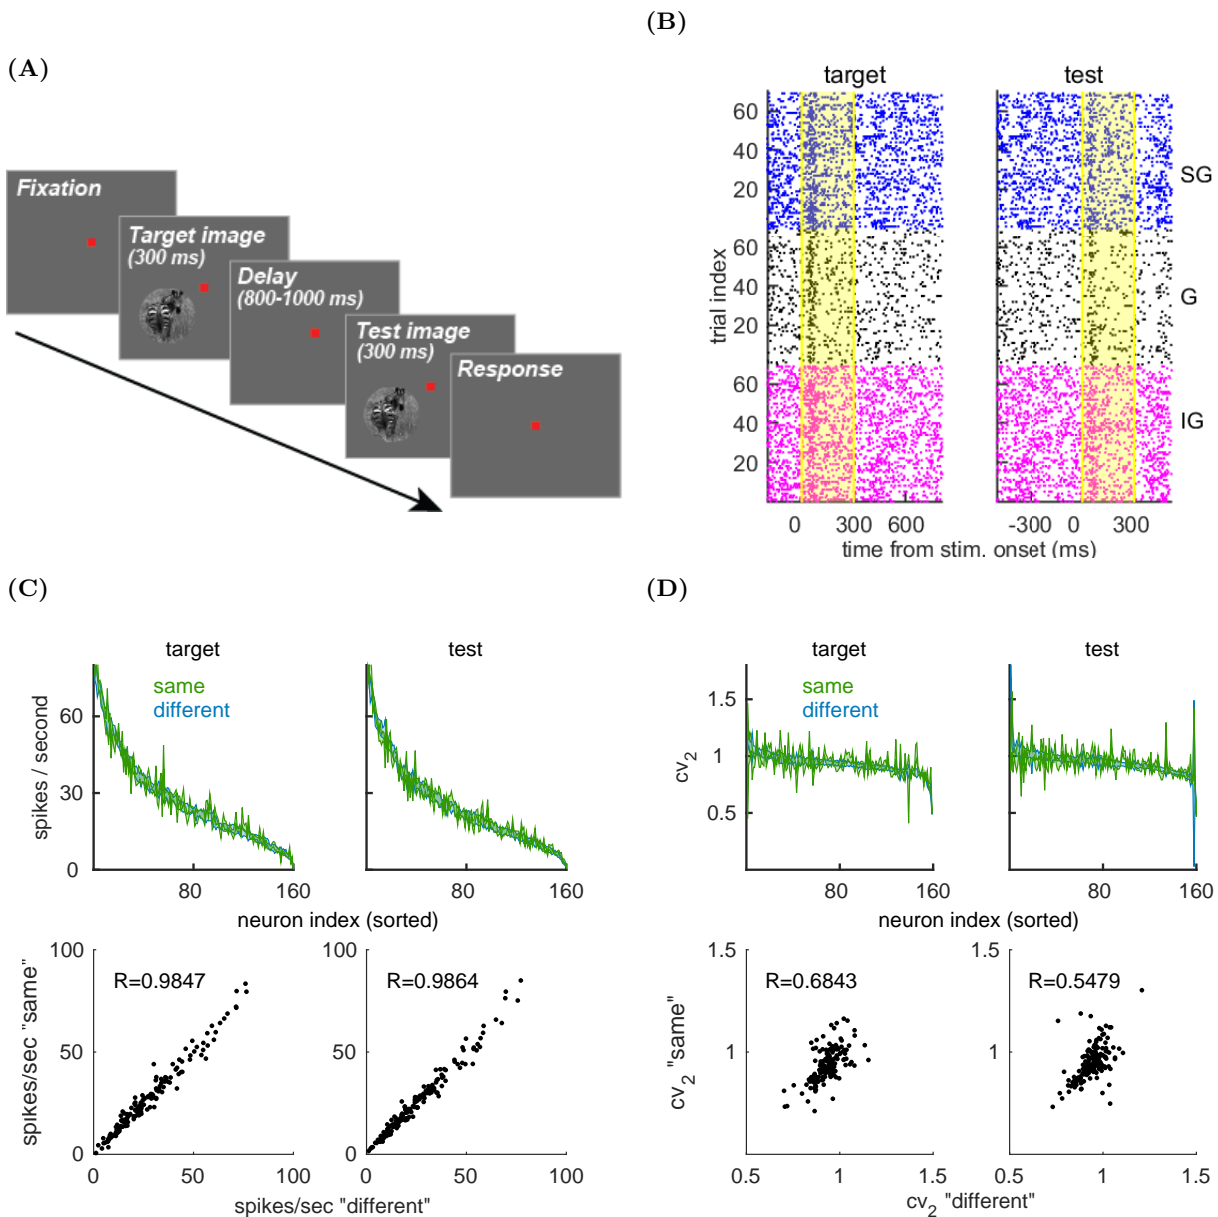 (A)
Fixation
Target image
(300 ms)
Delay
(800-1000 ms)
Test image
(300 ms)
Response
(B)
target
test
trial index
60
40
20
60
40
20
60
40
20
SG
G
IG
0
300
600
-300
0
300
time from stim. onset (ms)
(C)
target
test
same
different
spikes / second
60
30
0
80
160
80
160
neuron index (sorted)
100
50
0
R=0.9847
spikes/sec "same"
0
50
100
100
50
0
R=0.9864
0
50
100
spikes/sec "different"
(D)
target
test
same
different
cv2
1.5
1
0.5
80
160
80
160
neuron index (sorted)
1.5
1
R=0.6843
cv2 "same"
0.5
1
1.5
1.5
1
R=0.5479
0.5
1
1.5
cv2 "different"